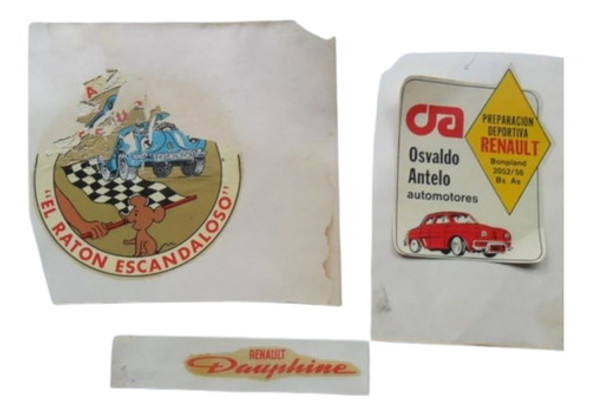 "EL RATON ESCANDALOSO"
oa
Osvaldo
Antelo
automotores
PREPARACION
DEPORTIVA
RENAULT
Bonpland
2052/56
Bs As
RENAULT
Dauphine